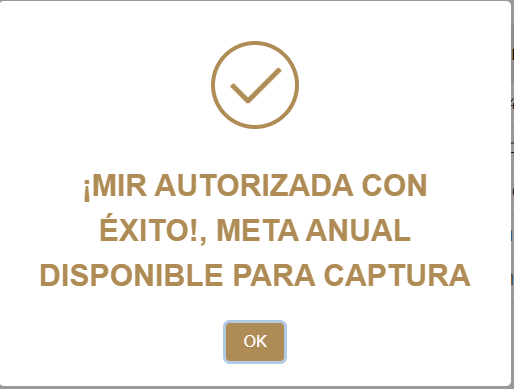 ¡MIR AUTORIZADA CON
ÉXITO!, META ANUAL
DISPONIBLE PARA CAPTURA
OK